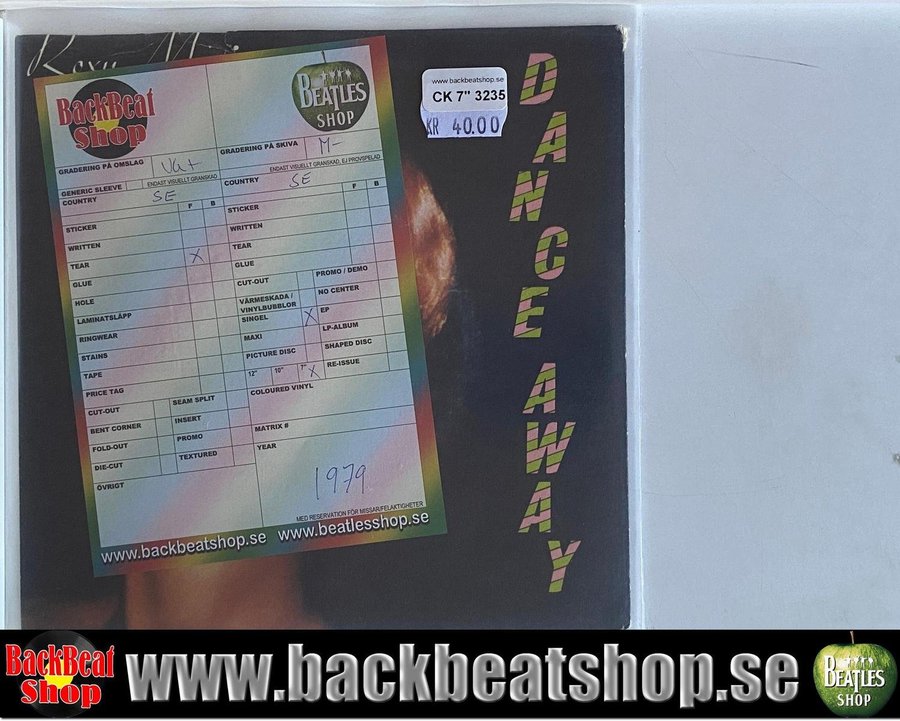 Roxy M
BackBeat
Shop
BEATLES
SHOP
www.backbeatshop.se
CK 7" 3235
KR 40.00
DANCE AWAY
GRADERING PÅ OMSLAG VG+
GRADERING PÅ SKIVA M-
ENDAST VISUELLT GRANSKAD
ENDAST VISUELLT GRANSKAD, EJ PROVSPELAD
GENERIC SLEEVE
COUNTRY SE
F B
STICKER
WRITTEN
TEAR X
GLUE
HOLE
LAMINATSLÄPP
RINGWEAR
STAINS
TAPE
PRICE TAG
CUT-OUT SEAM SPLIT
BENT CORNER INSERT
FOLD-OUT PROMO
DIE-CUT TEXTURED
ÖVRIGT
COUNTRY SE
F B
STICKER
WRITTEN
TEAR
GLUE
CUT-OUT PROMO / DEMO
VÄRMESKADA / VINYLBUBBLOR NO CENTER
SINGEL X EP
MAXI LP-ALBUM
PICTURE DISC SHAPED DISC
12" 10" 7" X RE-ISSUE
COLOURED VINYL
MATRIX #
YEAR
1979
MED RESERVATION FÖR MISSAR/FELAKTIGHETER
www.backbeatshop.se www.beatlesshop.se
BackBeat
Shop
www.backbeatshop.se
BEATLES
SHOP